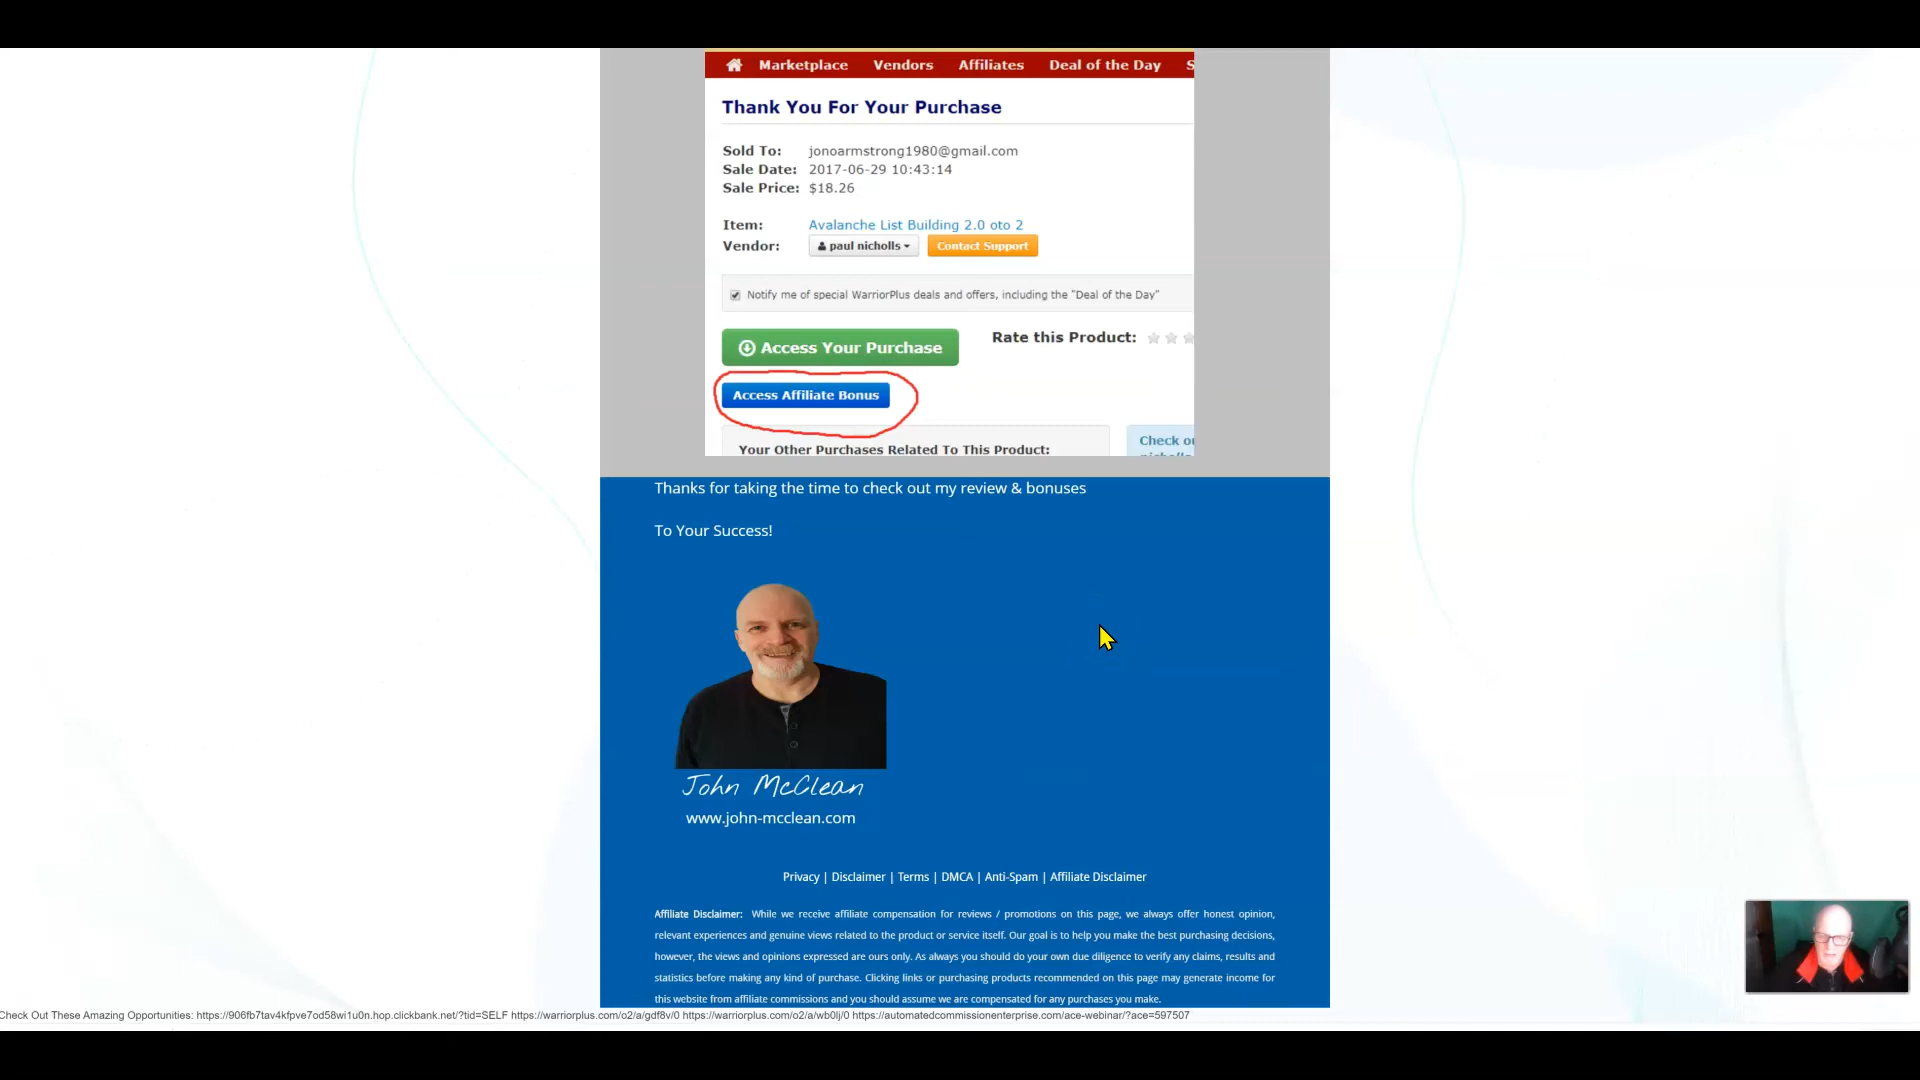 Marketplace Vendors Affiliates Deal of the Day S
Thank You For Your Purchase
Sold To: jonoarmstrong1980@gmail.com
Sale Date: 2017-06-29 10:43:14
Sale Price: $18.26
Item: Avalanche List Building 2.0 oto 2
Vendor: paul nicholls Contact Support
Notify me of special WarriorPlus deals and offers, including the "Deal of the Day"
Access Your Purchase Rate this Product:
Access Affiliate Bonus
Your Other Purchases Related To This Product: Check ou
Thanks for taking the time to check out my review & bonuses
To Your Success!
John McClean
www.john-mcclean.com
Privacy | Disclaimer | Terms | DMCA | Anti-Spam | Affiliate Disclaimer
Affiliate Disclaimer: While we receive affiliate compensation for reviews / promotions on this page, we always offer honest opinion,
relevant experiences and genuine views related to the product or service itself. Our goal is to help you make the best purchasing decisions,
however, the views and opinions expressed are ours only. As always you should do your own due diligence to verify any claims, results and
statistics before making any kind of purchase. Clicking links or purchasing products recommended on this page may generate income for
this website from affiliate commissions and you should assume we are compensated for any purchases you make.
Check Out These Amazing Opportunities: https://906fb7tav4kfpve7od58wi1u0n.hop.clickbank.net/?tid=SELF https://warriorplus.com/o2/a/gdf8v/0 https://warriorplus.com/o2/a/wb0lj/0 https://automatedcommissionenterprise.com/ace-webinar/?ace=597507